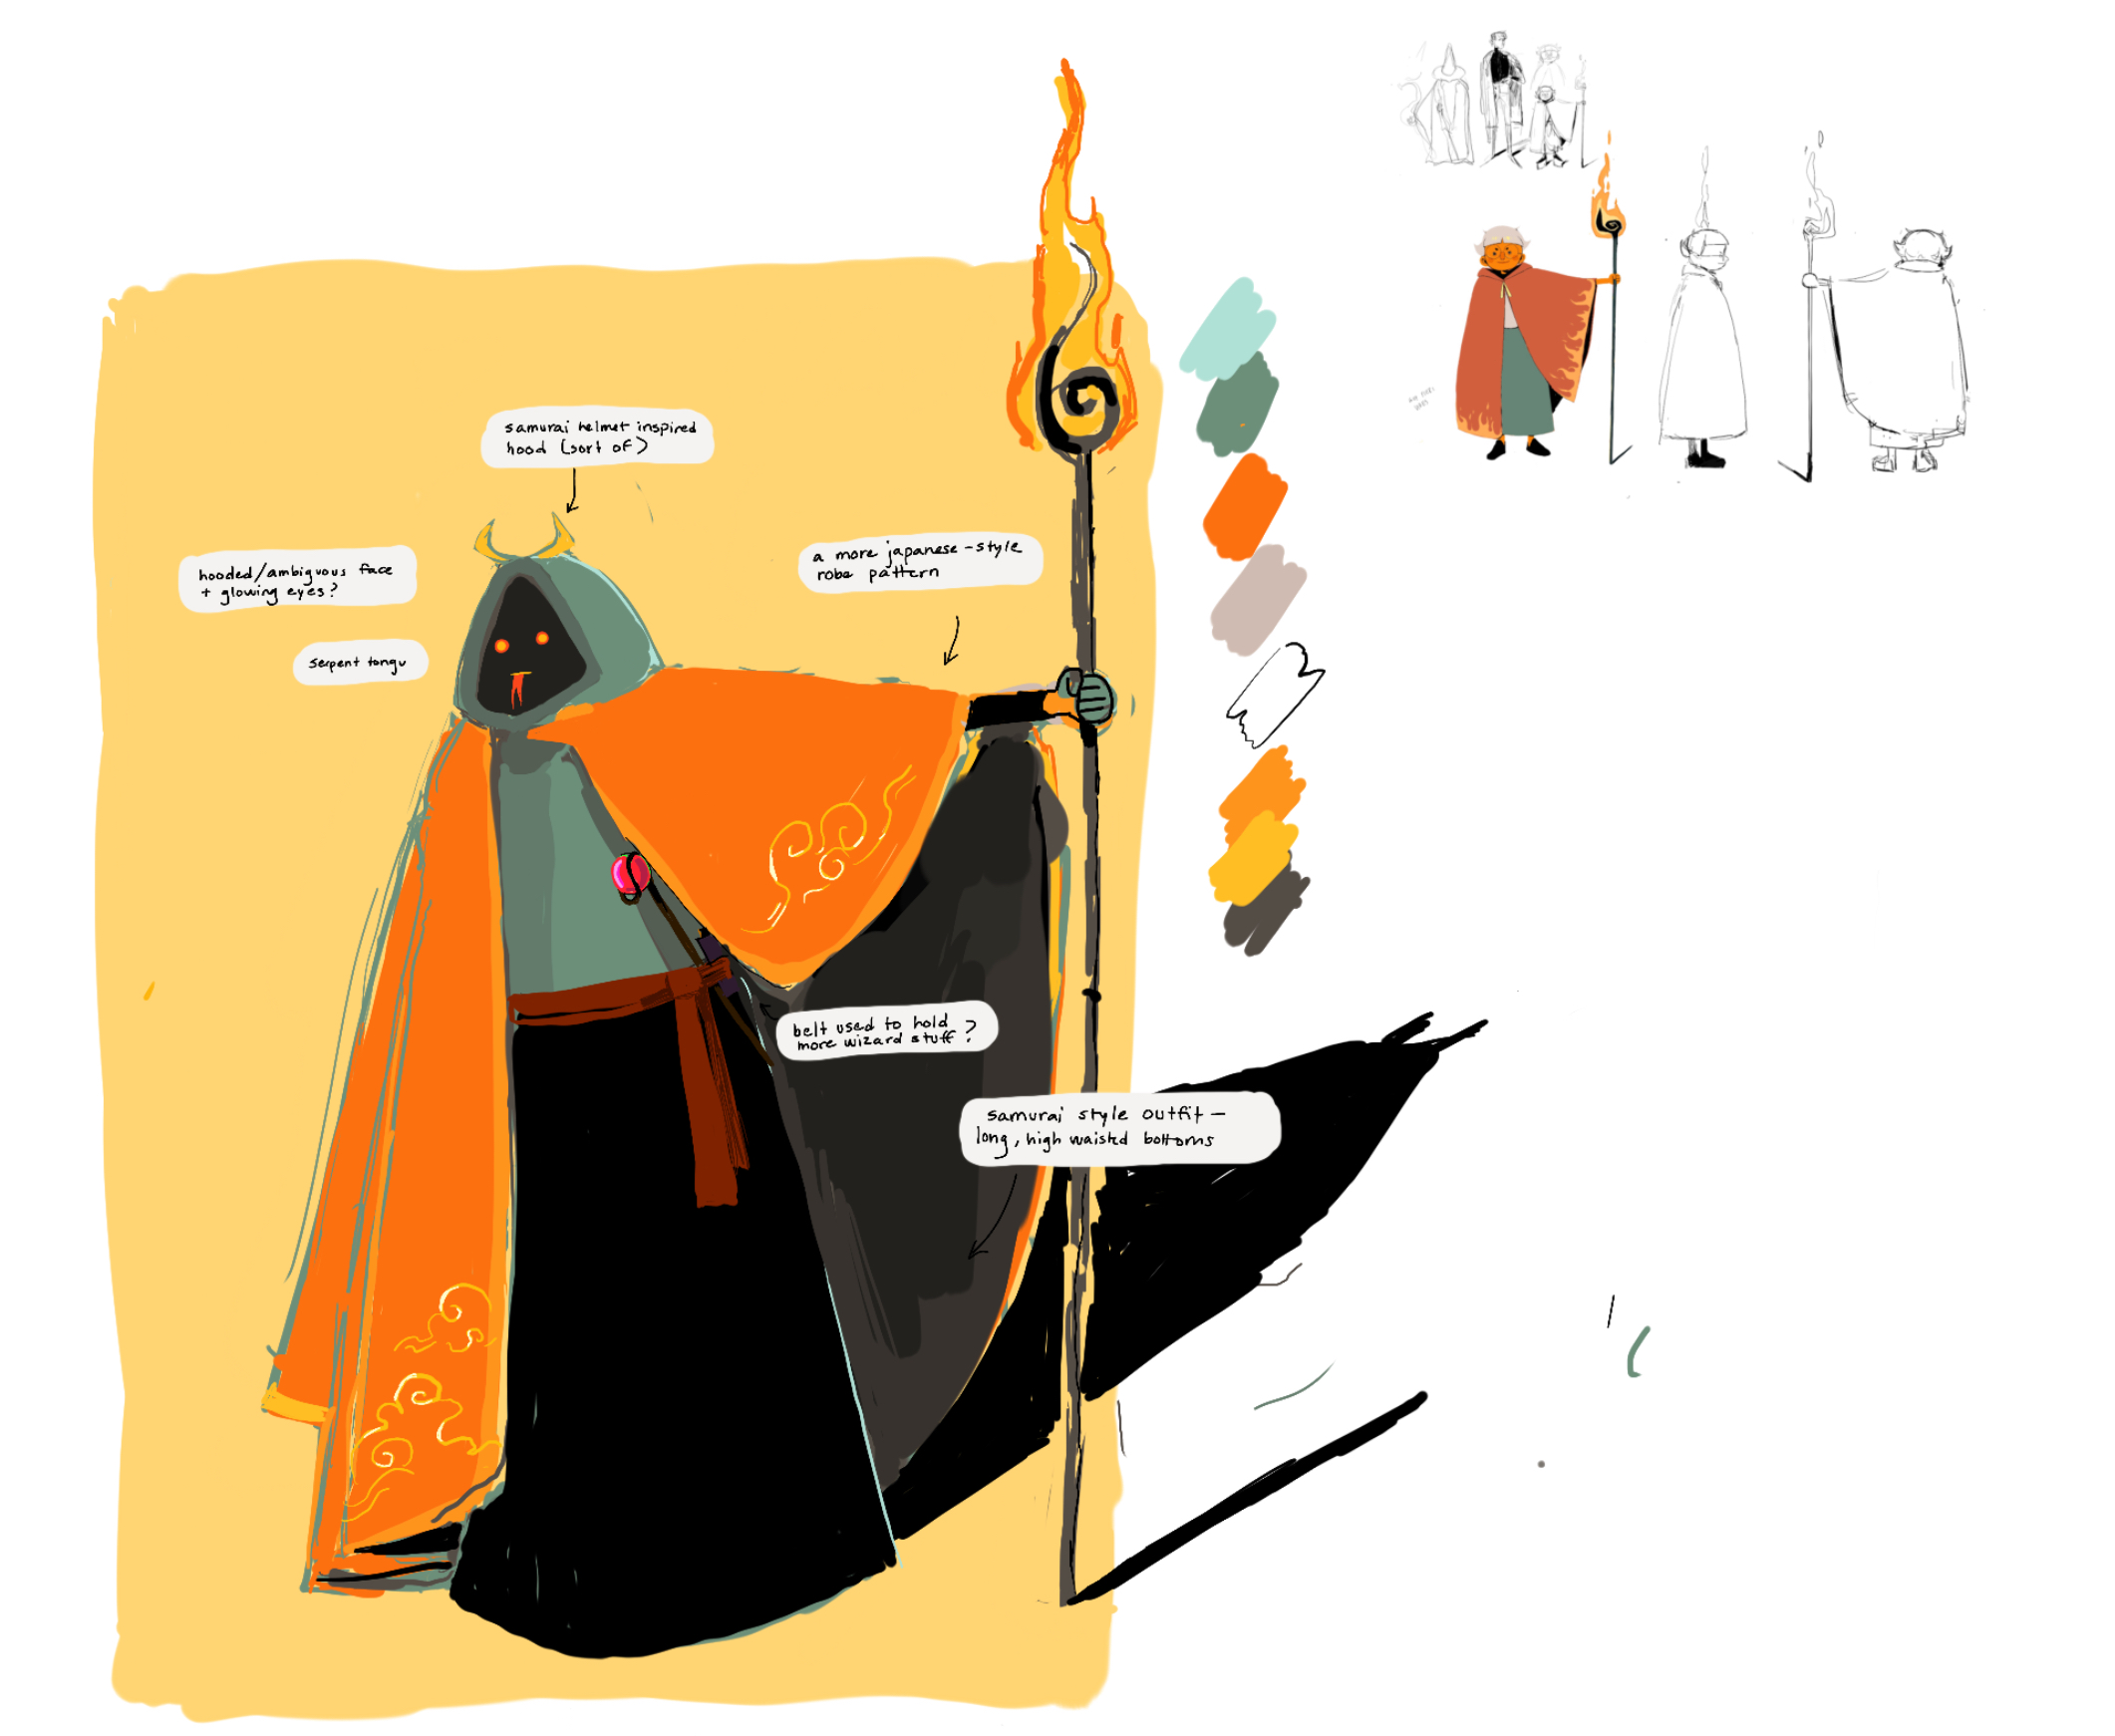 samurai helmet inspired
hood (sort of)
hooded/ambiguous face
+ glowing eyes?
serpent tongu
a more japanese-style
robe pattern
belt used to hold
more wizard stuff?
samurai style outfit—
long, high waisted bottoms